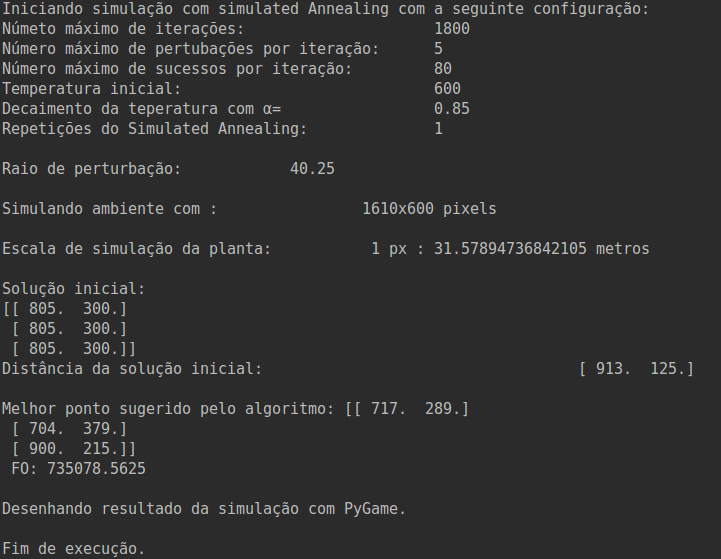 Iniciando simulação com simulated Annealing com a seguinte configuração:
Númeto máximo de iterações: 1800
Número máximo de pertubações por iteração: 5
Número máximo de sucessos por iteração: 80
Temperatura inicial: 600
Decaimento da teperatura com α= 0.85
Repetições do Simulated Annealing: 1
Raio de perturbação: 40.25
Simulando ambiente com : 1610x600 pixels
Escala de simulação da planta: 1 px : 31.57894736842105 metros
Solução inicial:
[[ 805. 300.]
[ 805. 300.]
[ 805. 300.]]
Distância da solução inicial: [ 913. 125.]
Melhor ponto sugerido pelo algoritmo: [[ 717. 289.]
[ 704. 379.]
[ 900. 215.]]
FO: 735078.5625
Desenhando resultado da simulação com PyGame.
Fim de execução.